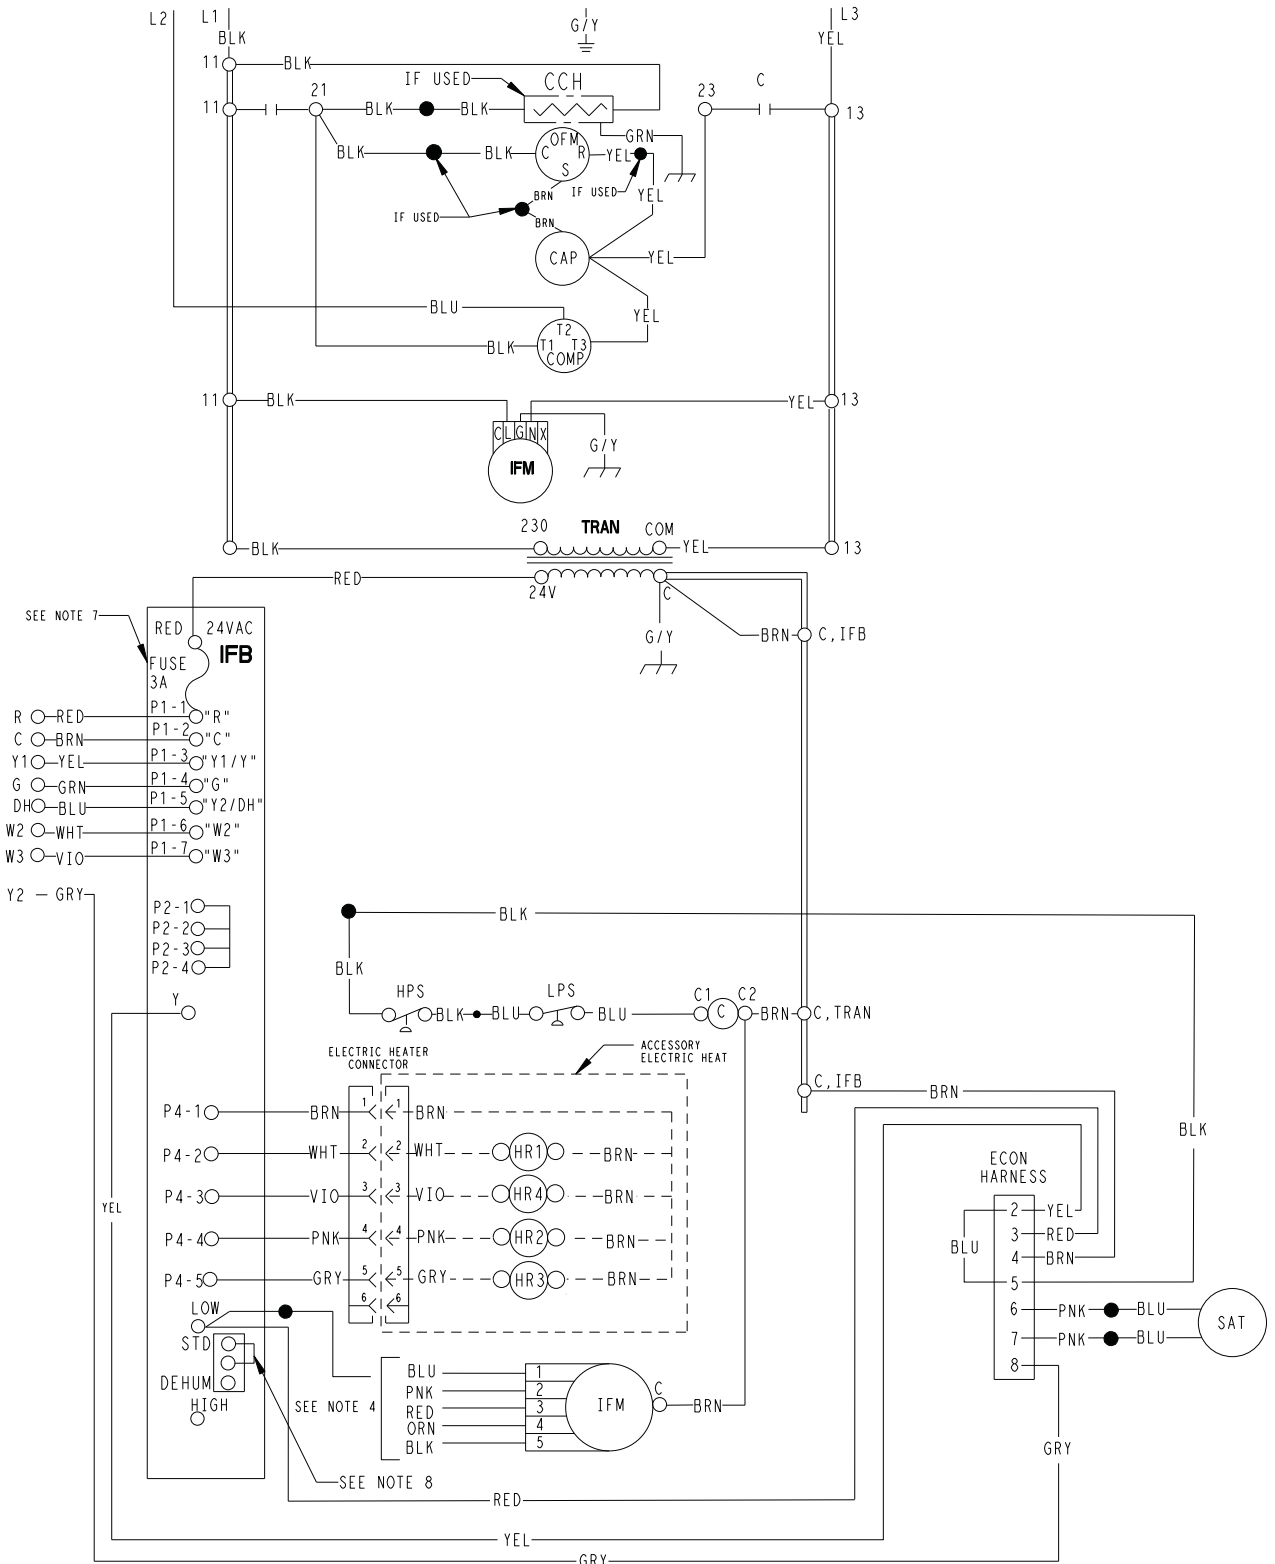 L2
L1
BLK
G/Y
L3
YEL
11
BLK
IF USED
CCH
11
21
BLK
BLK
23
C
13
GRN
BLK
BLK
OFM
C
R
S
YEL
IF USED
BRN
YEL
IF USED
BRN
CAP
YEL
BLU
YEL
T2
T1
T3
COMP
BLK
11
BLK
YEL
13
C
L
G
N
X
G/Y
IFM
230
TRAN
COM
BLK
YEL
13
RED
24V
C
SEE NOTE 7
RED
24VAC
IFB
G/Y
BRN
C, IFB
FUSE
3A
R
RED
P1-1
"R"
C
BRN
P1-2
"C"
Y1
YEL
P1-3
"Y1/Y"
G
GRN
P1-4
"G"
DH
BLU
P1-5
"Y2/DH"
W2
WHT
P1-6
"W2"
W3
VIO
P1-7
"W3"
Y2 - GRY
P2-1
P2-2
P2-3
P2-4
BLK
BLK
Y
HPS
BLK
BLU
LPS
BLU
C1
C
C2
BRN
C, TRAN
ELECTRIC HEATER
CONNECTOR
ACCESSORY
ELECTRIC HEAT
C, IFB
BRN
P4-1
BRN
1
1
BRN
P4-2
WHT
2
2
WHT
HR1
BRN
P4-3
VIO
3
3
VIO
HR4
BRN
P4-4
PNK
4
4
PNK
HR2
BRN
P4-5
GRY
5
5
GRY
HR3
BRN
6
6
BLK
YEL
ECON
HARNESS
2
YEL
3
RED
BLU
4
BRN
5
6
PNK
BLU
7
PNK
BLU
SAT
8
LOW
STD
DEHUM
HIGH
SEE NOTE 4
BLU
1
PNK
2
RED
3
ORN
4
BLK
5
IFM
C
BRN
GRY
SEE NOTE 8
RED
YEL
GRY